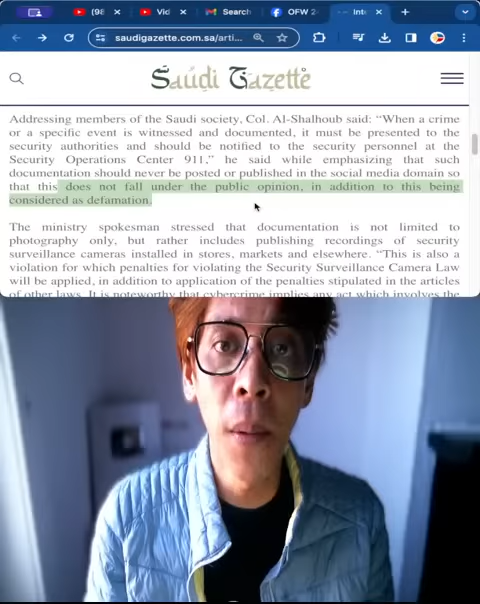 (98
Vid
Search
OFW 2
Int
saudigazette.com.sa/arti...
Saudi Gazette
Addressing members of the Saudi society, Col. Al-Shalhoub said: “When a crime
or a specific event is witnessed and documented, it must be presented to the
security authorities and should be notified to the security personnel at the
Security Operations Center 911,” he said while emphasizing that such
documentation should never be posted or published in the social media domain so
that this does not fall under the public opinion, in addition to this being
considered as defamation.
The ministry spokesman stressed that documentation is not limited to
photography only, but rather includes publishing recordings of security
surveillance cameras installed in stores, markets and elsewhere. “This is also a
violation for which penalties for violating the Security Surveillance Camera Law
will be applied, in addition to application of the penalties stipulated in the articles
of other laws. It is noteworthy that cybercrime implies any act which involves the